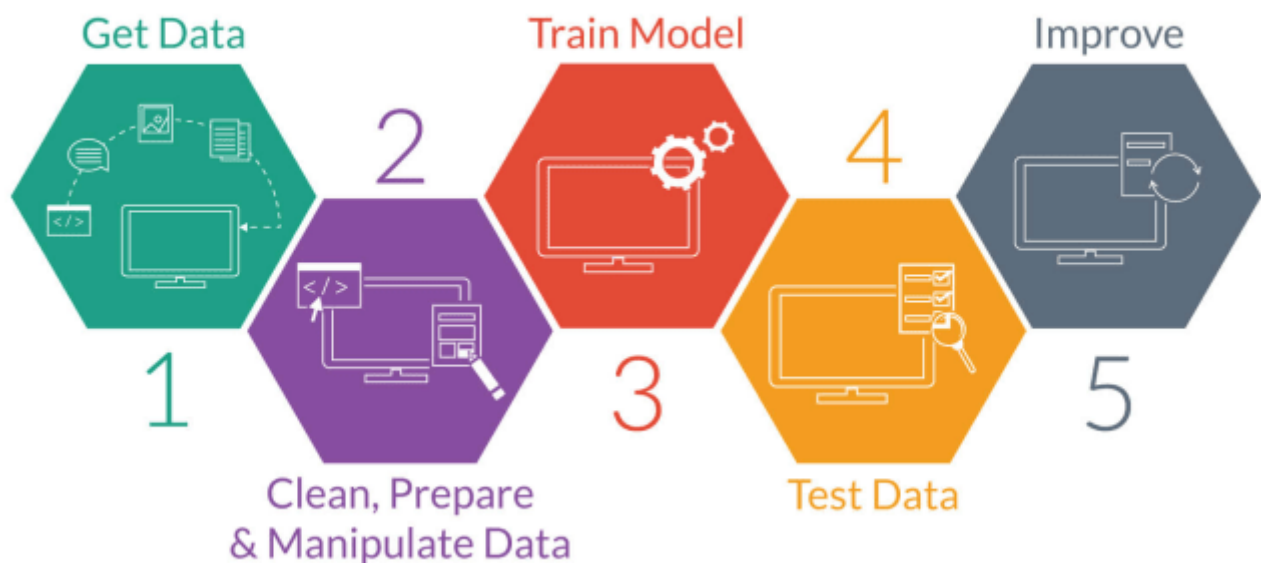 Get Data
1
2
Clean, Prepare
& Manipulate Data
Train Model
3
4
Test Data
Improve
5
</>
</>